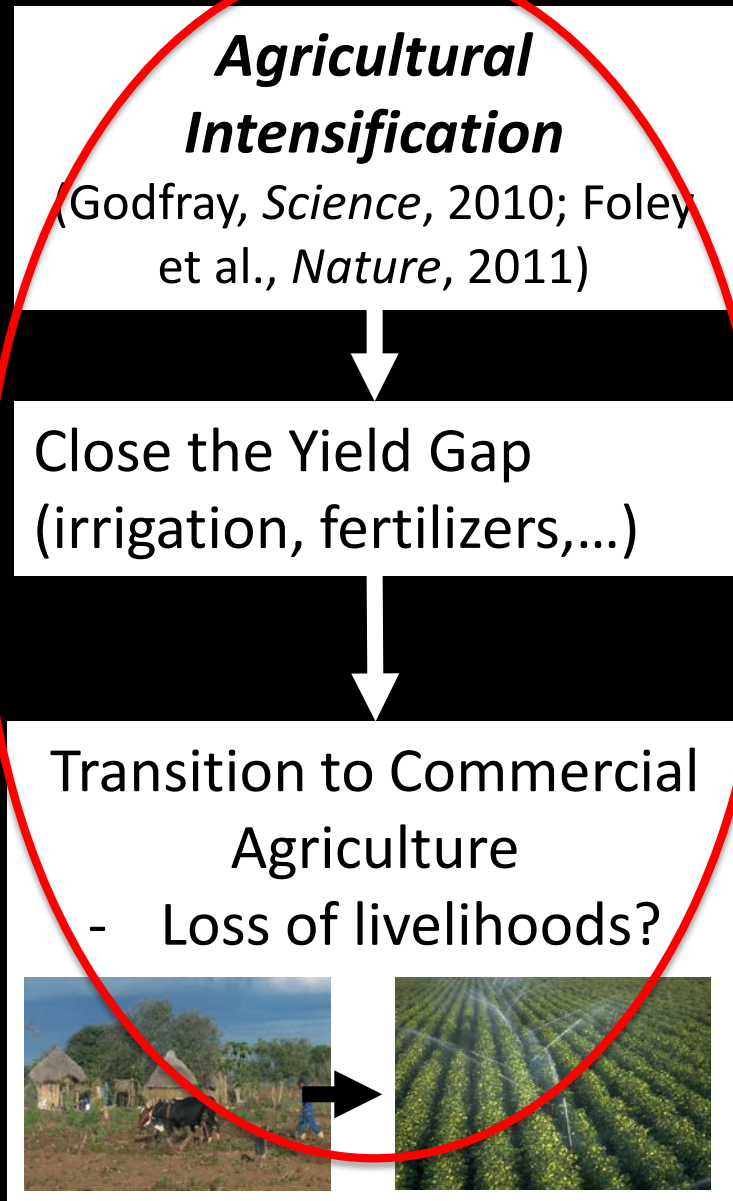 Agricultural
Intensification
(Godfray, Science, 2010; Foley
et al., Nature, 2011)
Close the Yield Gap
(irrigation, fertilizers,...)
Transition to Commercial
Agriculture
- Loss of livelihoods?